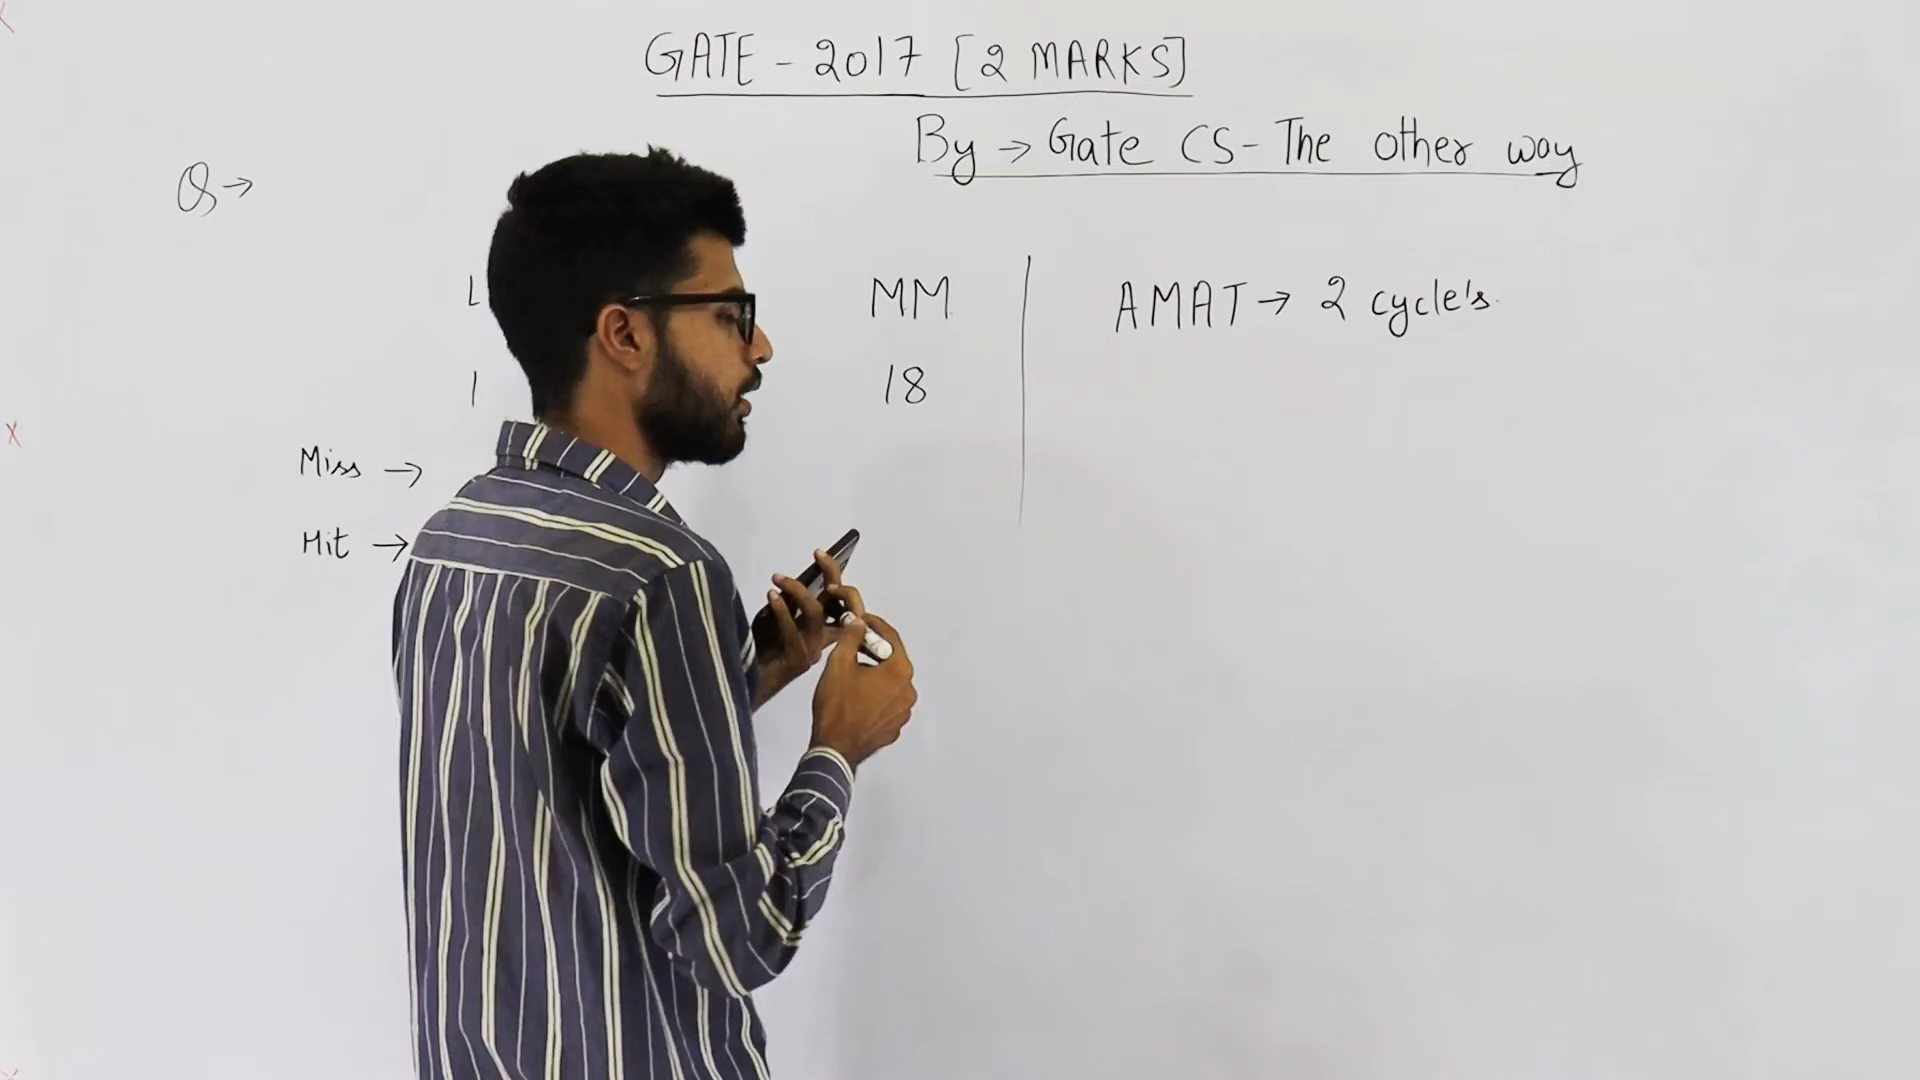 GATE - 2017 [2 MARKS]
By → Gate CS - The other way
Q →
L MM AMAT → 2 cycle's.
1 18
Miss →
Hit →